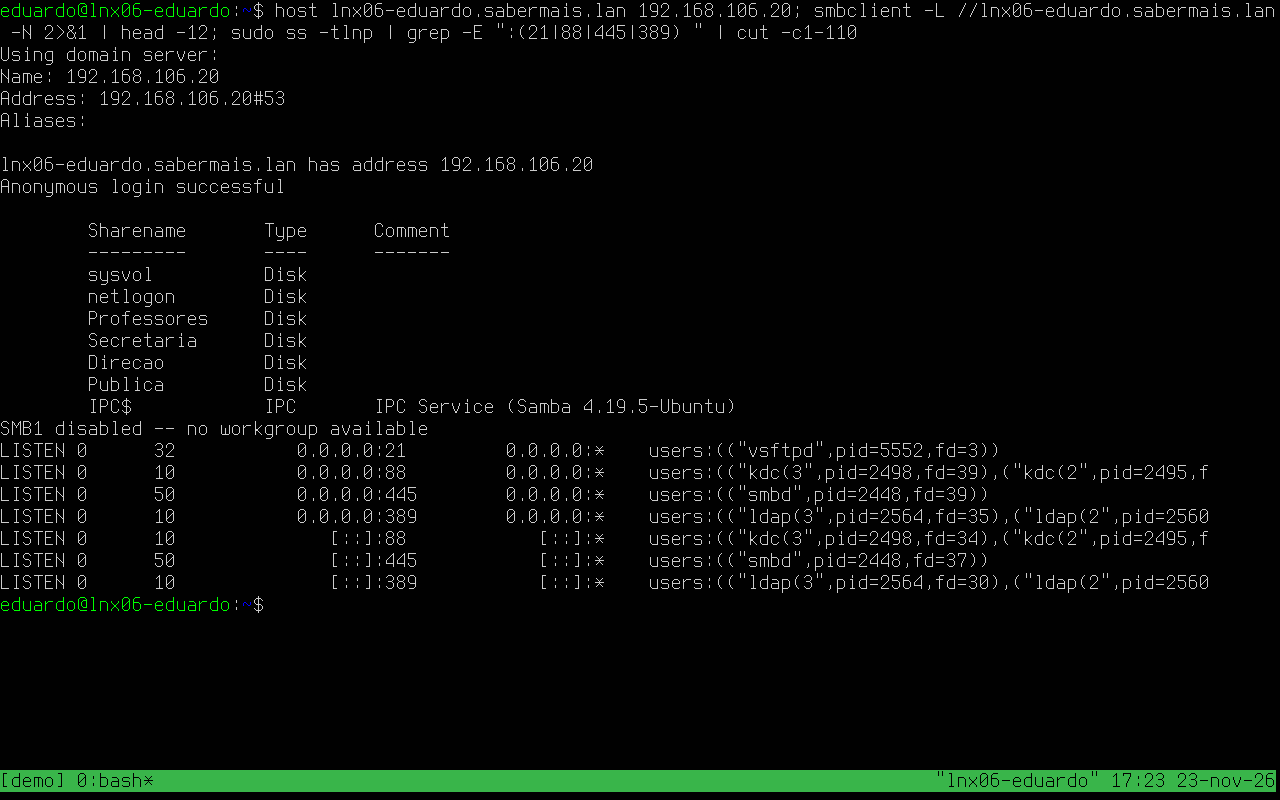 eduardo@lnx06-eduardo:~$ host lnx06-eduardo.sabermais.lan 192.168.106.20; smbclient -L //lnx06-eduardo.sabermais.lan
 -N 2>&1 | head -12; sudo ss -tlnp | grep -E ":(21|88|445|389) " | cut -c1-110
Using domain server:
Name: 192.168.106.20
Address: 192.168.106.20#53
Aliases:

lnx06-eduardo.sabermais.lan has address 192.168.106.20
Anonymous login successful

        Sharename       Type      Comment
        ---------       ----      -------
        sysvol          Disk
        netlogon        Disk
        Professores     Disk
        Secretaria      Disk
        Direcao         Disk
        Publica         Disk
        IPC$            IPC       IPC Service (Samba 4.19.5-Ubuntu)
SMB1 disabled -- no workgroup available
LISTEN 0      32           0.0.0.0:21         0.0.0.0:*    users:(("vsftpd",pid=5552,fd=3))
LISTEN 0      10           0.0.0.0:88         0.0.0.0:*    users:(("kdc(3",pid=2498,fd=39),("kdc(2",pid=2495,f
LISTEN 0      50           0.0.0.0:445        0.0.0.0:*    users:(("smbd",pid=2448,fd=39))
LISTEN 0      10           0.0.0.0:389        0.0.0.0:*    users:(("ldap(3",pid=2564,fd=35),("ldap(2",pid=2560
LISTEN 0      10              [::]:88            [::]:*    users:(("kdc(3",pid=2498,fd=34),("kdc(2",pid=2495,f
LISTEN 0      50              [::]:445           [::]:*    users:(("smbd",pid=2448,fd=37))
LISTEN 0      10              [::]:389           [::]:*    users:(("ldap(3",pid=2564,fd=30),("ldap(2",pid=2560
eduardo@lnx06-eduardo:~$
[demo] 0:bash* "lnx06-eduardo" 17:23 23-nov-26